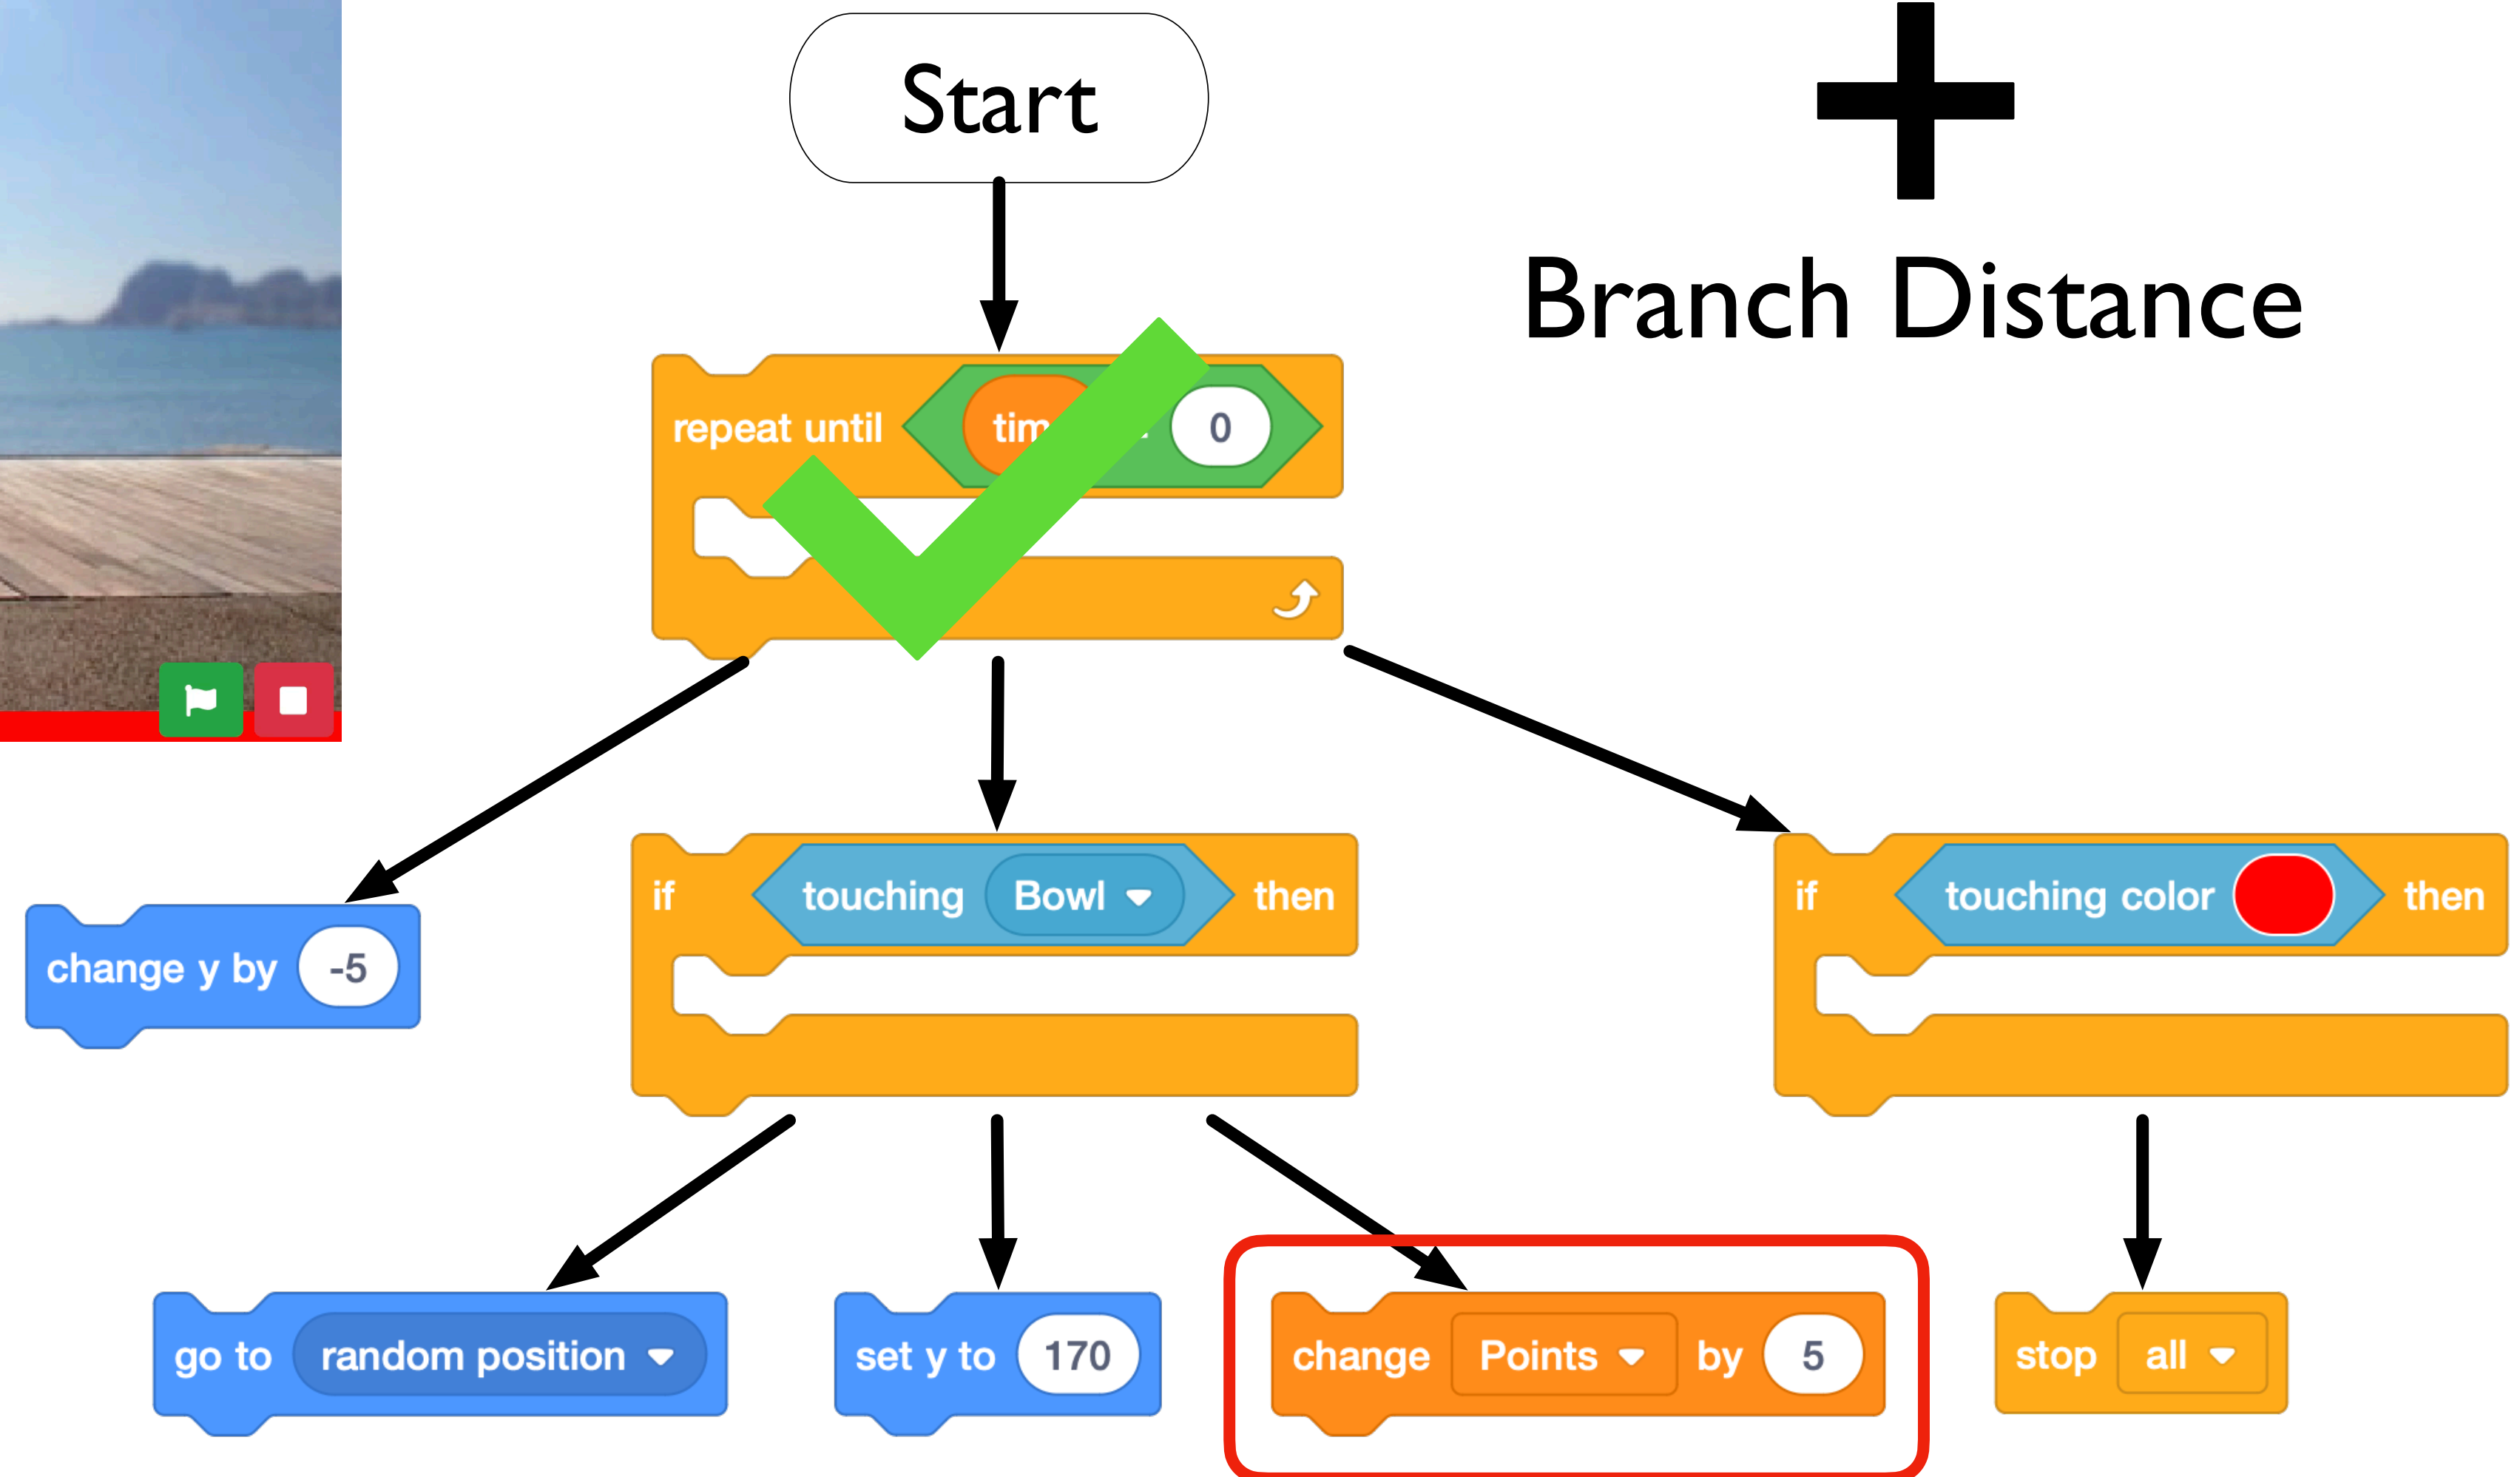 Start
Branch Distance
repeat until 0
if touching Bowl then
if touching color then
change y by -5
go to random position
set y to 170
change Points by 5
stop all